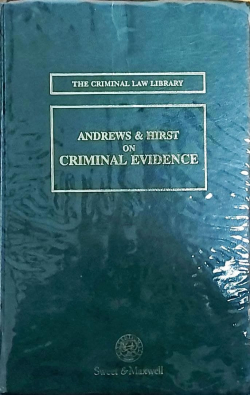 THE CRIMINAL LAW LIBRARY
ANDREWS & HIRST
ON
CRIMINAL EVIDENCE
Sweet & Maxwell